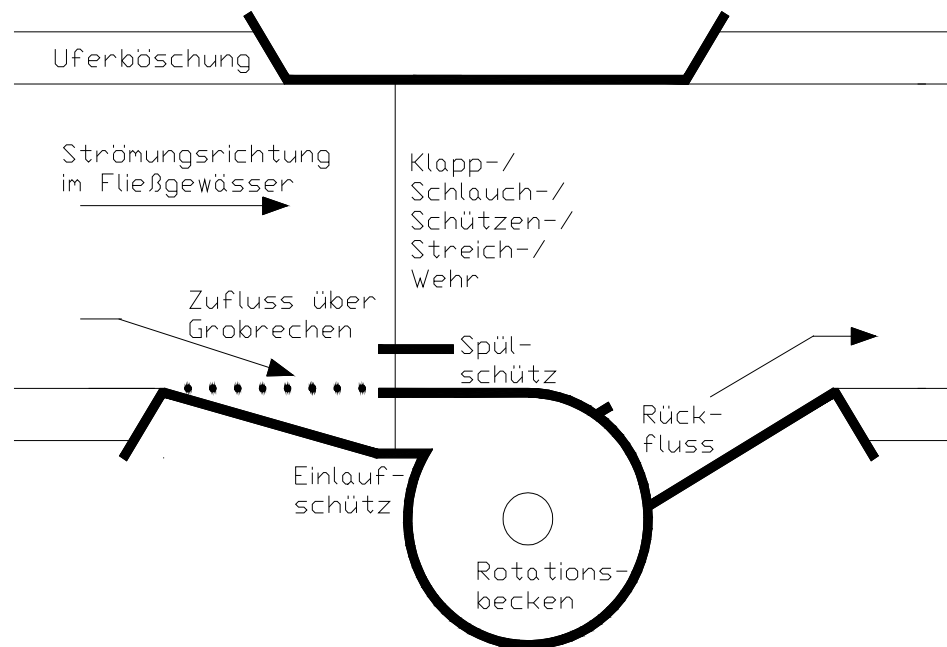 Uferböschung
Strömungsrichtung
im Fließgewässer
Klapp-/
Schlauch-/
Schützen-/
Streich-/
Wehr
Zufluss über
Grobrechen
Spül-
schütz
Rück-
fluss
Einlauf-
schütz
Rotations-
becken